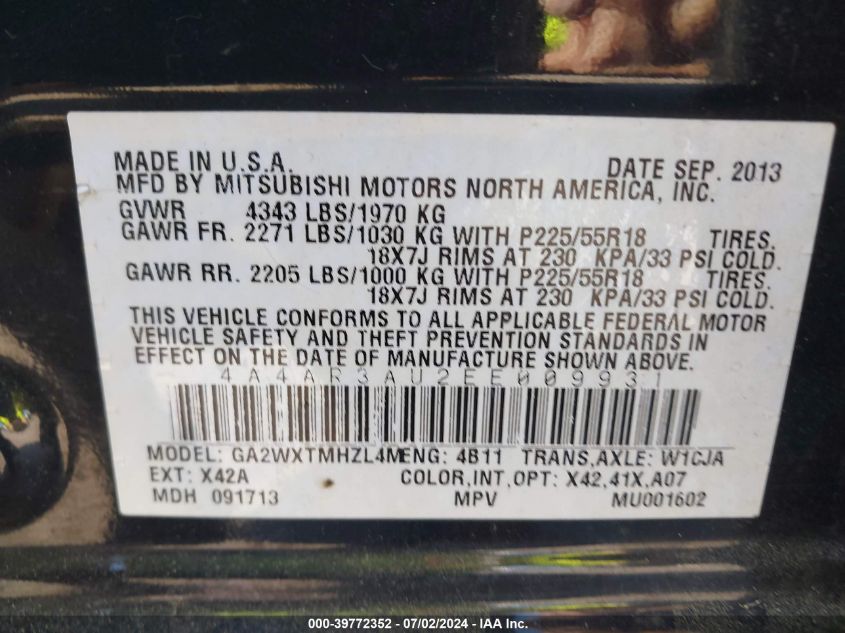 MADE IN U.S.A. DATE SEP. 2013
MFD BY MITSUBISHI MOTORS NORTH AMERICA, INC.
GVWR 4343 LBS/1970 KG
GAWR FR. 2271 LBS/1030 KG WITH P225/55R18 TIRES.
18X7J RIMS AT 230 KPA/33 PSI COLD.
GAWR RR. 2205 LBS/1000 KG WITH P225/55R18 TIRES.
18X7J RIMS AT 230 KPA/33 PSI COLD.
THIS VEHICLE CONFORMS TO ALL APPLICABLE FEDERAL MOTOR
VEHICLE SAFETY AND THEFT PREVENTION STANDARDS IN
EFFECT ON THE DATE OF MANUFACTURE SHOWN ABOVE.
4A4AR3AU2EE009931
MODEL: GA2WXTMHZL4MENG: 4B11 TRANS,AXLE: W1CJA
EXT: X42A COLOR,INT,OPT: X42,41X,A07
MDH 091713 MPV MU001602
000-39772352 - 07/02/2024 - IAA Inc.